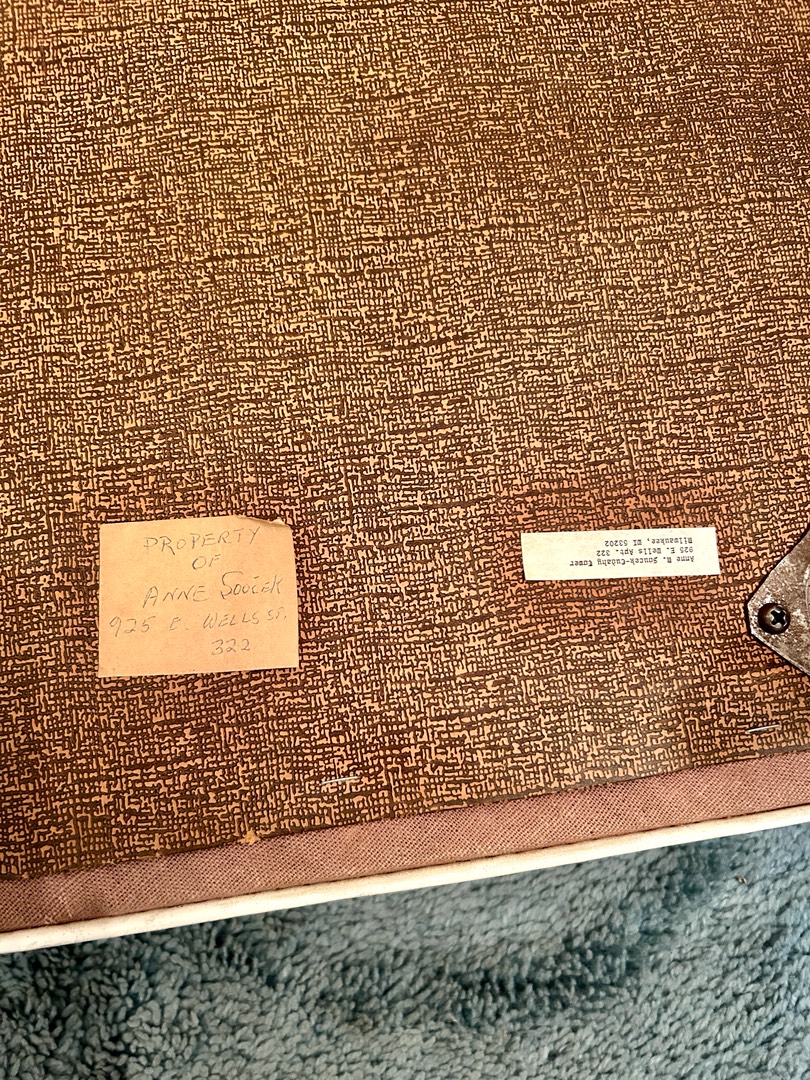 PROPERTY
OF
ANNE SOUČEK
925 E. WELLS ST.
322
Anne M. Soucek-Cudahy Tower
925 E. Wells Apt. 322
Milwaukee, WI 53202